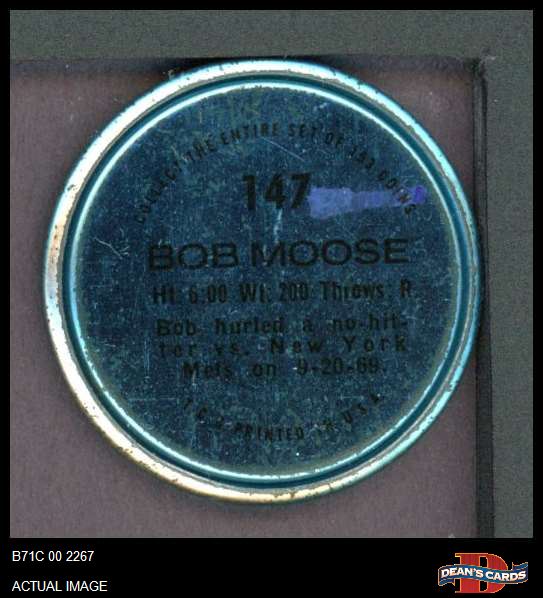 COLLECT THE ENTIRE SET OF 153 COINS
147
BOB MOOSE
Ht. 6.00 Wt. 200 Throws R
Bob hurled a no-hit-
ter vs. New York
Mets on 9-20-69.
T.C.G. PRINTED IN U.S.A.
B71C 00 2267
ACTUAL IMAGE
DEAN'S CARDS